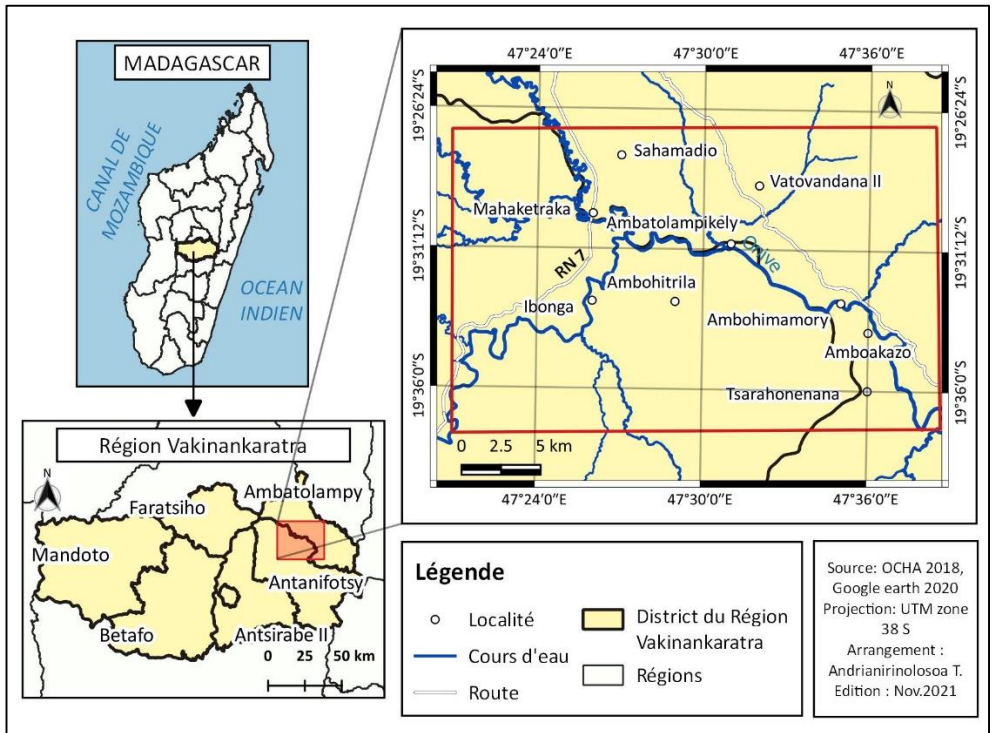 MADAGASCAR
CANAL DE
MOZAMBIQUE
OCEAN
INDIEN
47°24'0"E
47°30'0"E
47°36'0"E
19°26'24"S
19°26'24"S
N
Sahamadio
Vatovandana II
Mahaketraka
Ambatolampikély
Onive
19°31'12"S
19°31'12"S
RN 7
Ambohitrila
Ibonga
Ambohimamory
Amboakazo
Tsarahonenana
19°36'0"S
19°36'0"S
0 2.5 5 km
47°24'0"E
47°30'0"E
47°36'0"E
Région Vakinankaratra
N
Ambatolampy
Faratsiho
Mandoto
Antanifotsy
Betafo
Antsirabe II
0 25 50 km
Légende
Localité
Cours d'eau
Route
District du Région
Vakinankaratra
Régions
Source: OCHA 2018,
Google earth 2020
Projection: UTM zone
38 S
Arrangement :
Andrianirinolosoa T.
Edition : Nov.2021